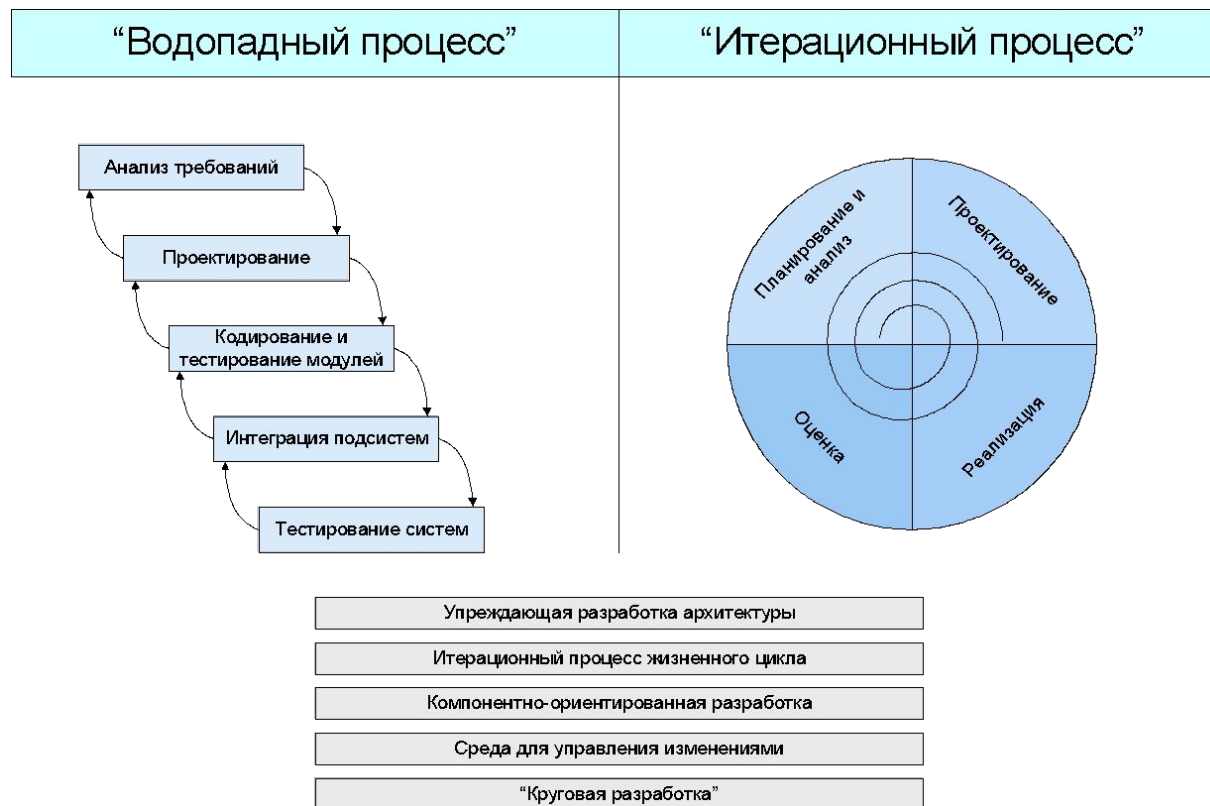 “Водопадный процесс”
“Итерационный процесс”
Анализ требований
Проектирование
Кодирование и
тестирование модулей
Интеграция подсистем
Тестирование систем
Планирование и
анализ
Проектирование
Оценка
Реализация
Упреждающая разработка архитектуры
Итерационный процесс жизненного цикла
Компонентно-ориентированная разработка
Среда для управления изменениями
“Круговая разработка”